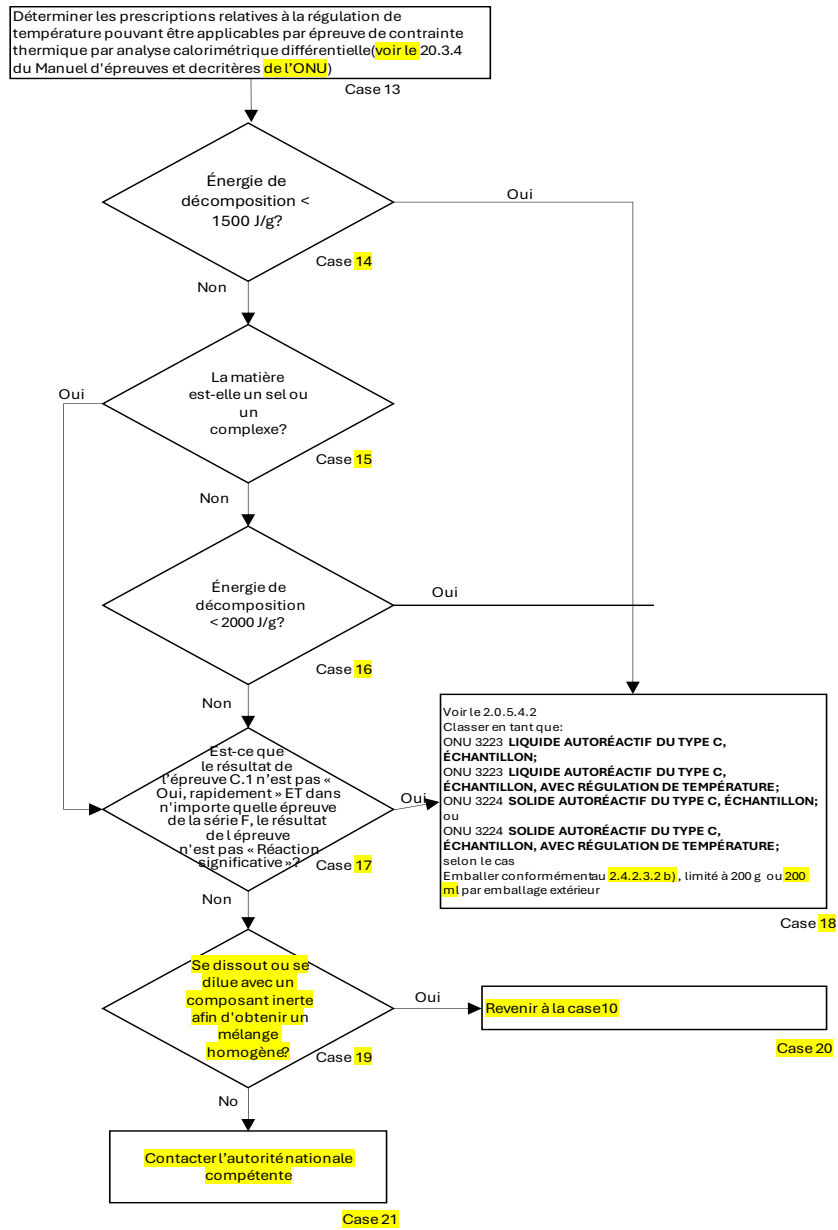 Déterminer les prescriptions relatives à la régulation de
température pouvant être applicables par épreuve de contrainte
thermique par analyse calorimétrique différentielle(voir le 20.3.4
du Manuel d'épreuves et decritères de l'ONU)
Case 13
Énergie de
décomposition <
1500 J/g?
Oui
Case 14
Non
La matière
est-elle un sel ou
un
complexe?
Oui
Case 15
Non
Énergie de
décomposition
< 2000 J/g?
Oui
Case 16
Non
Est-ce que
le résultat de
l'épreuve C.1 n'est pas «
Oui, rapidement » ET dans
n'importe quelle épreuve
de la série F, le résultat
de l épreuve
n'est pas « Réaction
significative »?
Oui
Case 17
Voir le 2.0.5.4.2
Classer en tant que:
ONU 3223 LIQUIDE AUTORÉACTIF DU TYPE C,
ÉCHANTILLON;
ONU 3223 LIQUIDE AUTORÉACTIF DU TYPE C,
ÉCHANTILLON, AVEC RÉGULATION DE TEMPÉRATURE;
ONU 3224 SOLIDE AUTORÉACTIF DU TYPE C, ÉCHANTILLON;
ou
ONU 3224 SOLIDE AUTORÉACTIF DU TYPE C,
ÉCHANTILLON, AVEC RÉGULATION DE TEMPÉRATURE;
selon le cas
Emballer conformémentau 2.4.2.3.2 b) , limité à 200 g ou 200
ml par emballage extérieur
Case 18
Non
Se dissout ou se
dilue avec un
composant inerte
afin d'obtenir un
mélange
homogène?
Oui
Case 19
Revenir à la case10
Case 20
No
Contacter l'autorité nationale
compétente
Case 21